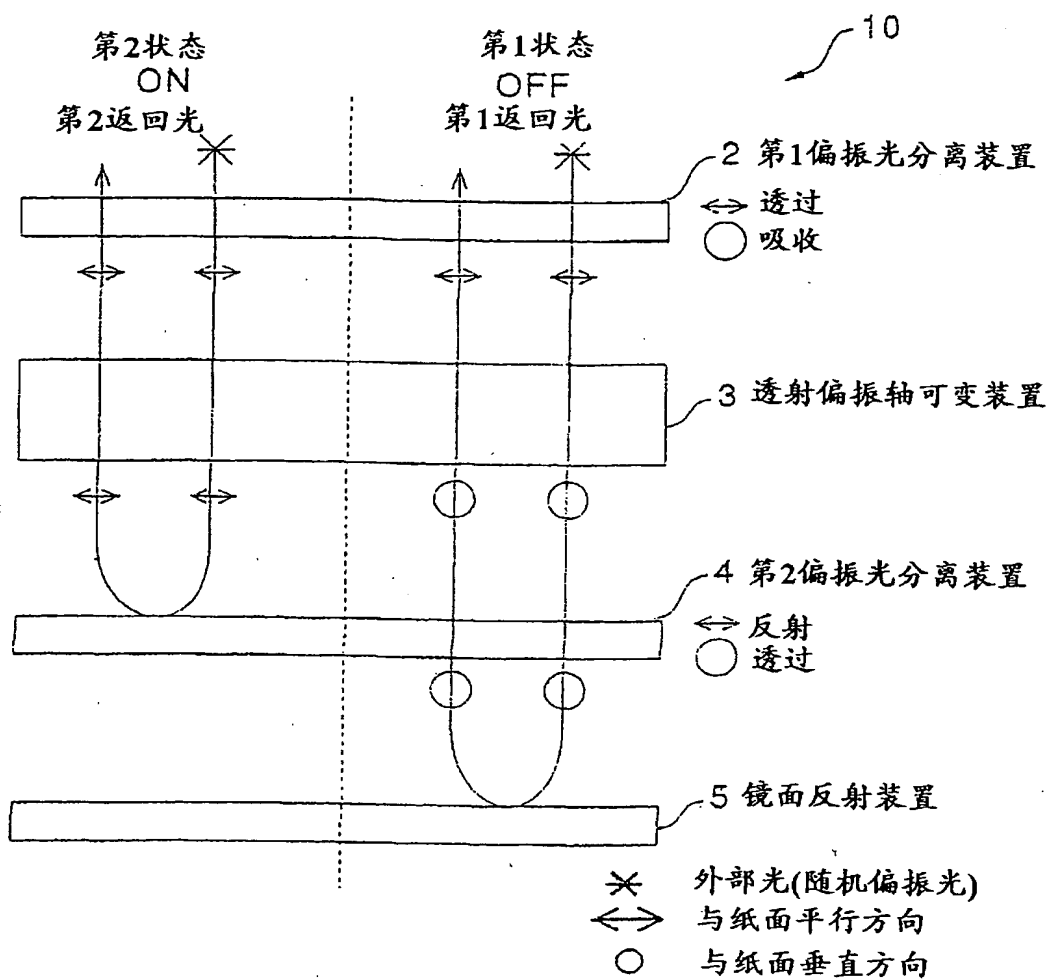 10
第2状态
ON
第2返回光
第1状态
OFF
第1返回光
2 第1偏振光分离装置
透过
吸收
3 透射偏振轴可变装置
4 第2偏振光分离装置
反射
透过
5 镜面反射装置
外部光(随机偏振光)
与纸面平行方向
与纸面垂直方向